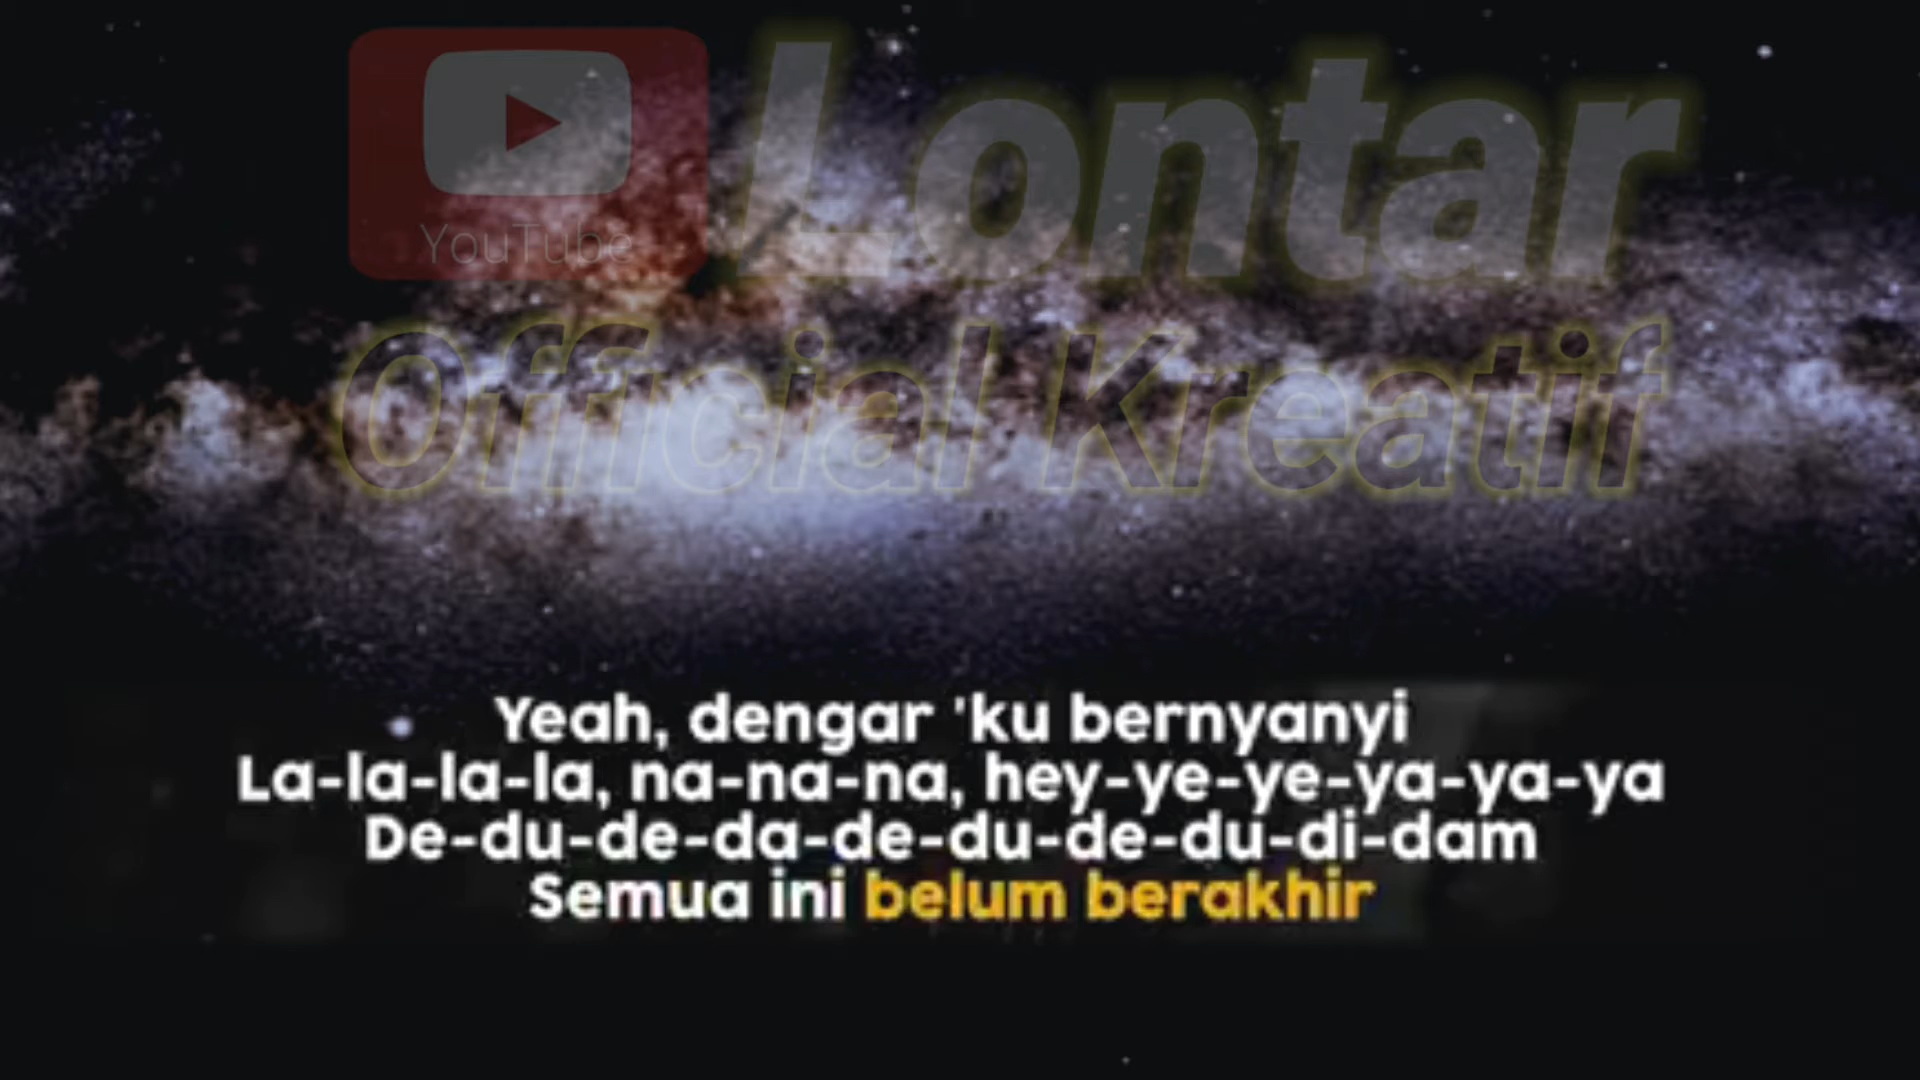 YouTube
Lontar
Official Kreatif
Yeah, dengar 'ku bernyanyi
La-la-la-la, na-na-na, hey-ye-ye-ya-ya-ya
De-du-de-da-de-du-de-du-di-dam
Semua ini belum berakhir